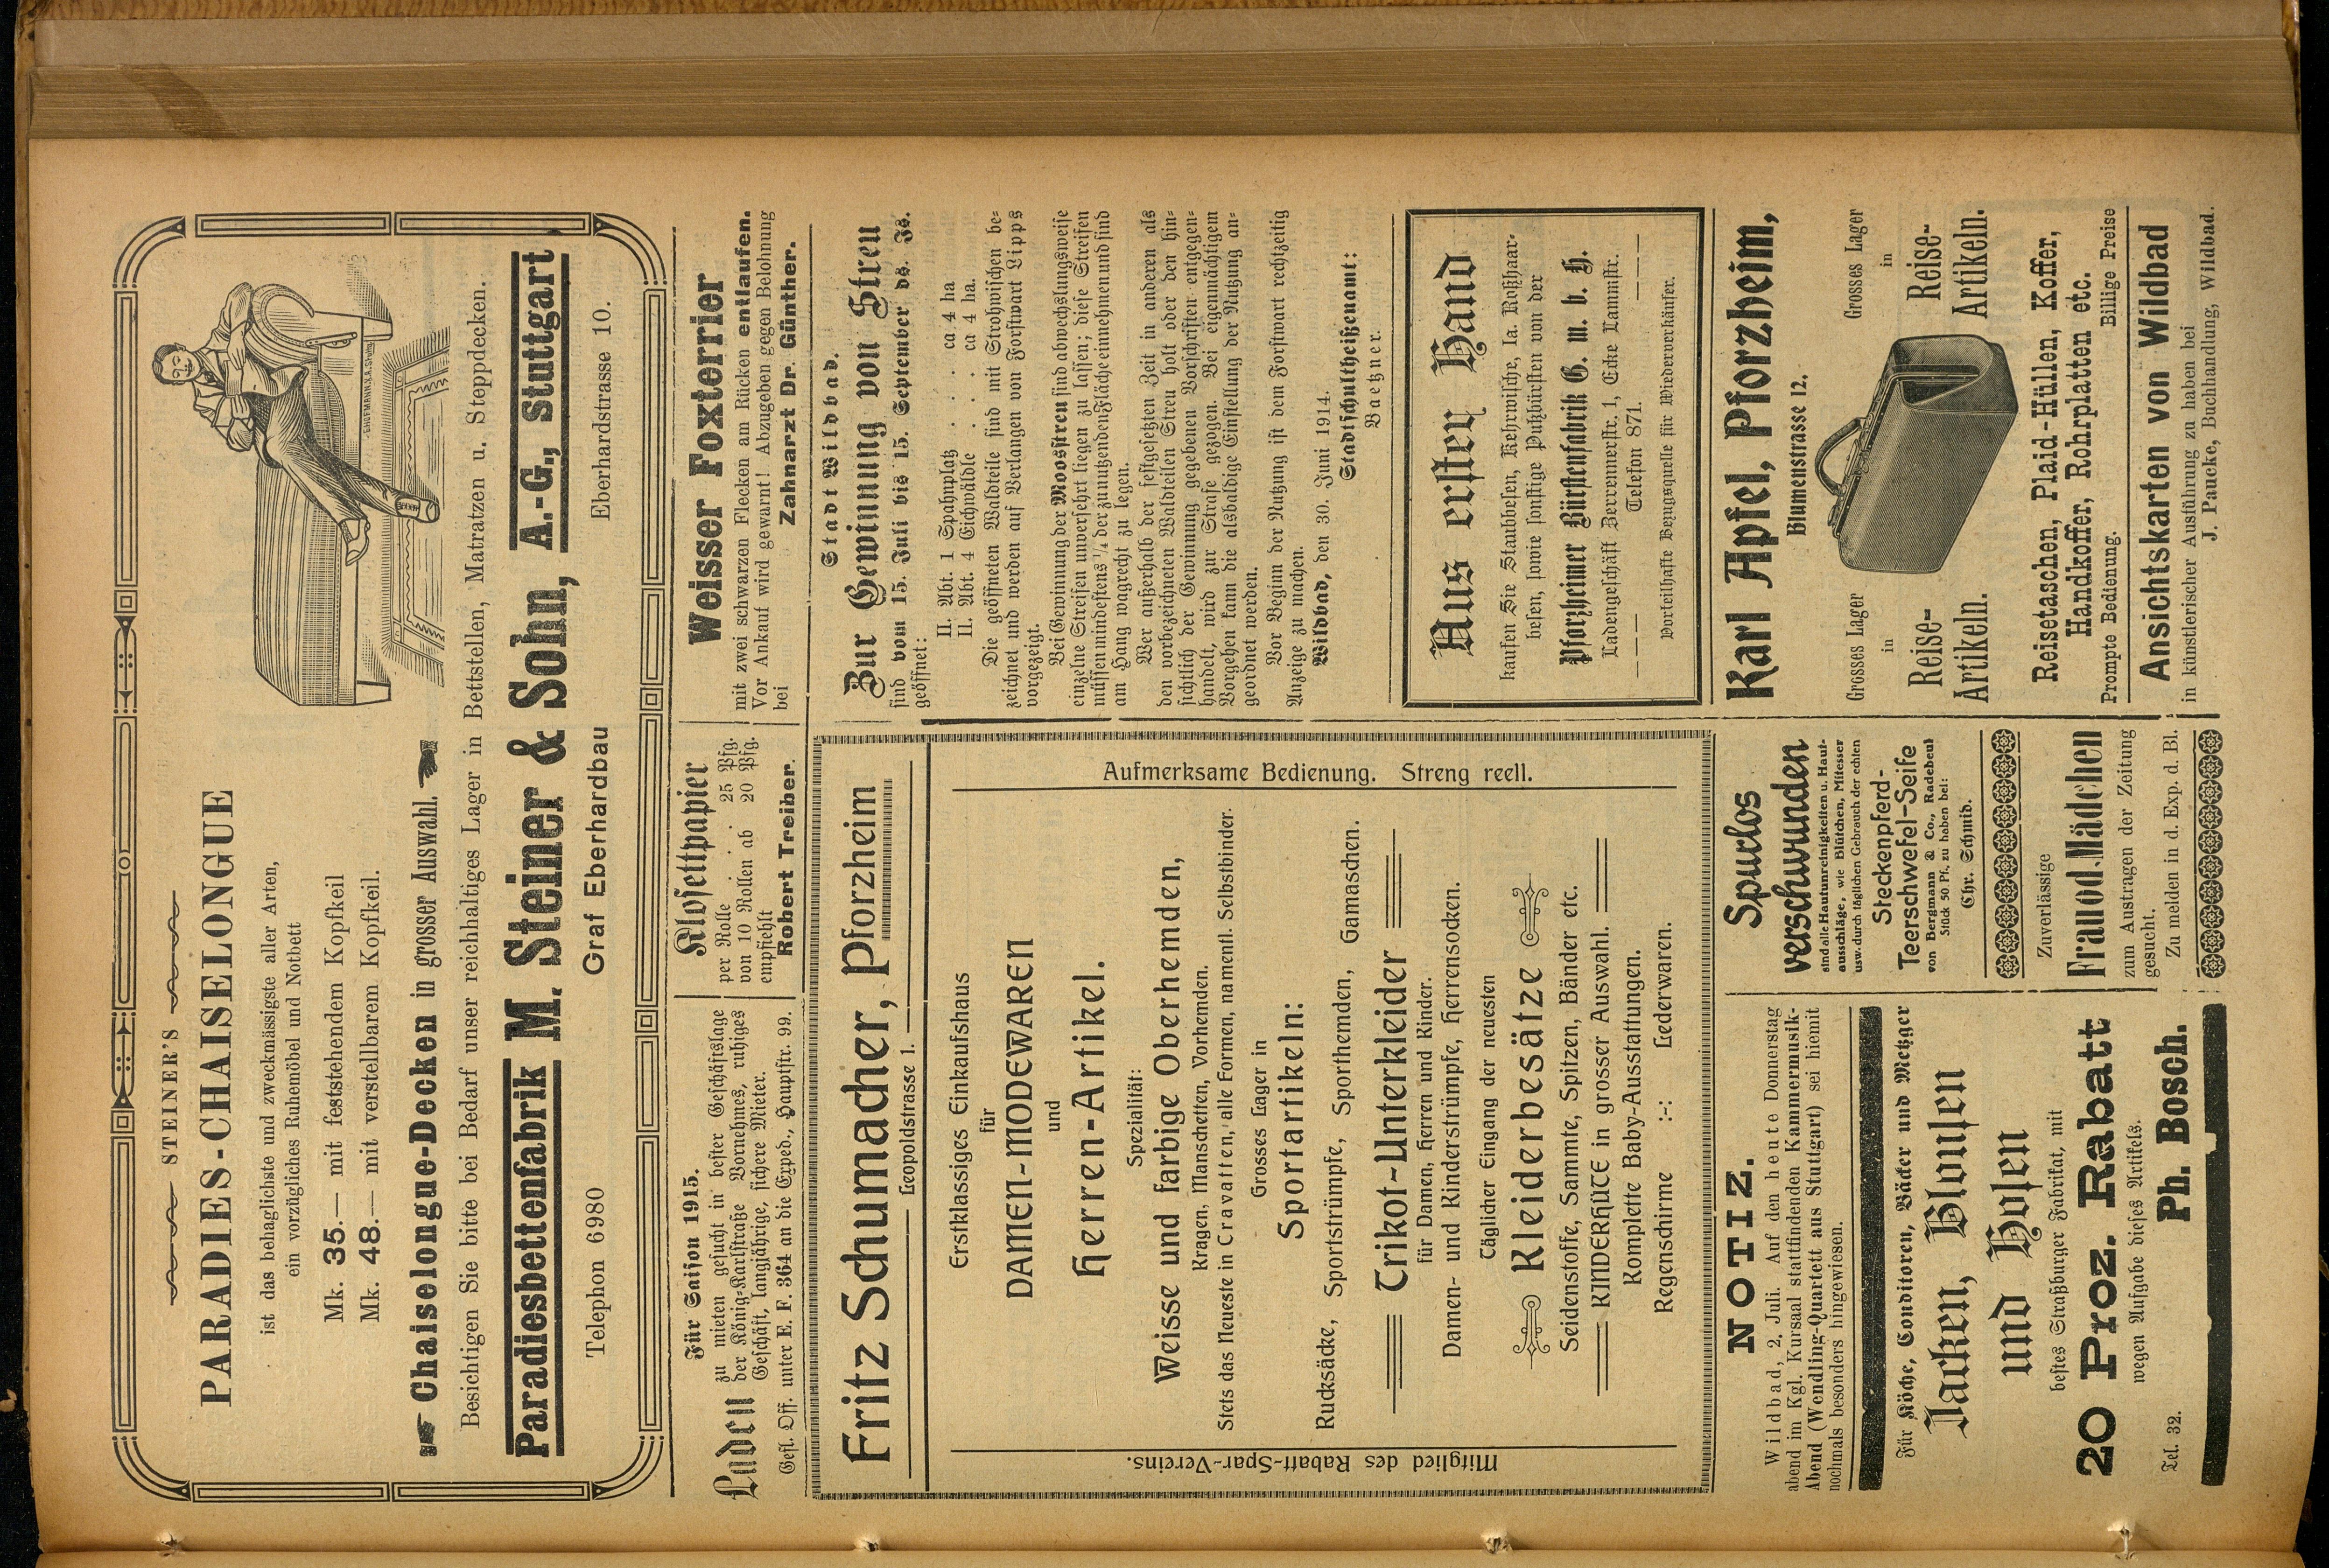 STEINER'S
PARADIES-CHAISELONGUE
ist das behaglichste und zweckmässigste aller Arten,
ein vorzügliches Ruhemöbel und Notbett
Mk. 35.— mit feststehendem Kopfkeil
Mk. 48.— mit verstellbarem Kopfkeil.
Chaiselongue-Decken in grosser Auswahl.
Besichtigen Sie bitte bei Bedarf unser reichhaltiges Lager in Bettstellen, Matratzen u. Steppdecken.
Paradiesbettenfabrik M. Steiner & Sohn, A.-G., Stuttgart
Telephon 6980 Graf Eberhardbau Eberhardstrasse 10.
Für Saison 1915.
Laden zu mieten gesucht in bester Geschäftslage
der König-Karlstraße Vornehmes, ruhiges
Geschäft, langjährige, sichere Mieter.
Gefl. Off. unter E. F. 364 an die Exped., Hauptstr. 99.
Klosettpapier
per Rolle . . 25 Pfg.
von 10 Rollen ab . 20 Pfg.
empfiehlt
Robert Treiber.
Weisser Foxterrier
mit zwei schwarzen Flecken am Rücken entlaufen.
Vor Ankauf wird gewarnt! Abzugeben gegen Belohnung
bei Zahnarzt Dr. Günther.
Fritz Schumacher, Pforzheim
Leopoldstrasse 1.
Mitglied des Rabatt-Spar-Vereins.
Erstklassiges Einkaufshaus
für
DAMEN-MODEWAREN
und
Herren-Artikel.
Spezialität:
Weisse und farbige Oberhemden,
Kragen, Manschetten, Vorhemden.
Stets das Neueste in Cravatten, alle Formen, namentl. Selbstbinder.
Grosses Lager in
Sportartikeln:
Rucksäcke, Sportstrümpfe, Sporthemden, Gamaschen.
Trikot-Unterkleider
für Damen, Herren und Kinder.
Damen- und Kinderstrümpfe, Herrensocken.
Täglicher Eingang der neuesten
Kleiderbesätze
Seidenstoffe, Sammte, Spitzen, Bänder etc.
KINDERHÜTE in grosser Auswahl.
Komplette Baby-Ausstattungen.
Regenschirme :-: Lederwaren.
Aufmerksame Bedienung. Streng reell.
Stadt Wildbad.
Zur Gewinnung von Streu
sind vom 15. Juli bis 15. September ds. Js.
geöffnet:
II. Abt. 1 Spahnplatz . . . ca 4 ha
II. Abt. 4 Eichwäldle . . . ca 4 ha.
Die geöffneten Waldteile sind mit Strohwischen be-
zeichnet und werden auf Verlangen von Forstwart Lipps
vorgezeigt.
Bei Gewinnung der Moosstreu sind abwechslungsweise
einzelne Streifen unversehrt liegen zu lassen; diese Streifen
müssen mindestens ¼ der zu nutzenden Fläche einnehmen und sind
am Hang wagrecht zu legen.
Wer außerhalb der festgesetzten Zeit in anderen als
den vorbezeichneten Waldteilen Streu holt oder den hin-
sichtlich der Gewinnung gegebenen Vorschriften entgegen-
handelt, wird zur Strafe gezogen. Bei eigenmächtigem
Vorgehen kann die alsbaldige Einstellung der Nutzung an-
geordnet werden.
Vor Beginn der Nutzung ist dem Forstwart rechtzeitig
Anzeige zu machen.
Wildbad, den 30. Juni 1914.
Stadtschultheißenamt:
Baetzner.
Aus erster Hand
kaufen Sie Staubbesen, Kehrwische, Ia. Roßhaar-
besen, sowie sonstige Putzbürsten von der
Pforzheimer Bürstenfabrik G. m. b. H.
Ladengeschäft Zerrennerstr. 1, Ecke Lammstr.
— — — Telefon 871. — — —
Vorteilhafte Bezugsquelle für Wiederverkäufer.
NOTIZ.
Wildbad, 2. Juli. Auf den heute Donnerstag
abend im Kgl. Kursaal stattfindenden Kammermusik-
Abend (Wendling-Quartett aus Stuttgart) sei hiemit
nochmals besonders hingewiesen.
Für Köche, Conditoren, Bäcker und Metzger
Jacken, Blousen
und Hosen
bestes Straßburger Fabrikat, mit
20 Proz. Rabatt
wegen Aufgabe dieses Artikels.
Tel. 32. Ph. Bosch.
Spurlos
verschwunden
sind alle Hautunreinigkeiten u. Haut-
ausschläge, wie Blütchen, Mitesser
usw. durch täglichen Gebrauch der echten
Steckenpferd-
Teerschwefel-Seife
von Bergmann & Co., Radebeul
Stück 50 Pf. zu haben bei:
Chr. Schmid.
Zuverlässige
Frau od. Mädchen
zum Austragen der Zeitung
gesucht.
Zu melden in d. Exp. d. Bl.
Karl Apfel, Pforzheim,
Blumenstrasse 12.
Grosses Lager
in
Reise-
Artikeln.
Grosses Lager
in
Reise-
Artikeln.
Reisetaschen, Plaid-Hüllen, Koffer,
Handkoffer, Rohrplatten etc.
Prompte Bedienung. Billige Preise
Ansichtskarten von Wildbad
in künstlerischer Ausführung zu haben bei
J. Paucke, Buchhandlung, Wildbad.